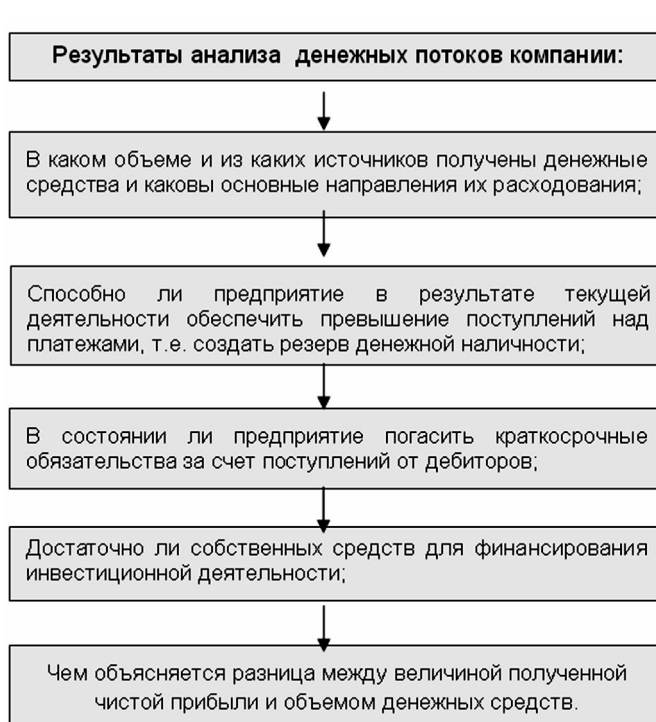 Результаты анализа денежных потоков компании:
В каком объеме и из каких источников получены денежные
средства и каковы основные направления их расходования;
Способно ли предприятие в результате текущей
деятельности обеспечить превышение поступлений над
платежами, т.е. создать резерв денежной наличности;
В состоянии ли предприятие погасить краткосрочные
обязательства за счет поступлений от дебиторов;
Достаточно ли собственных средств для финансирования
инвестиционной деятельности;
Чем объясняется разница между величиной полученной
чистой прибыли и объемом денежных средств.